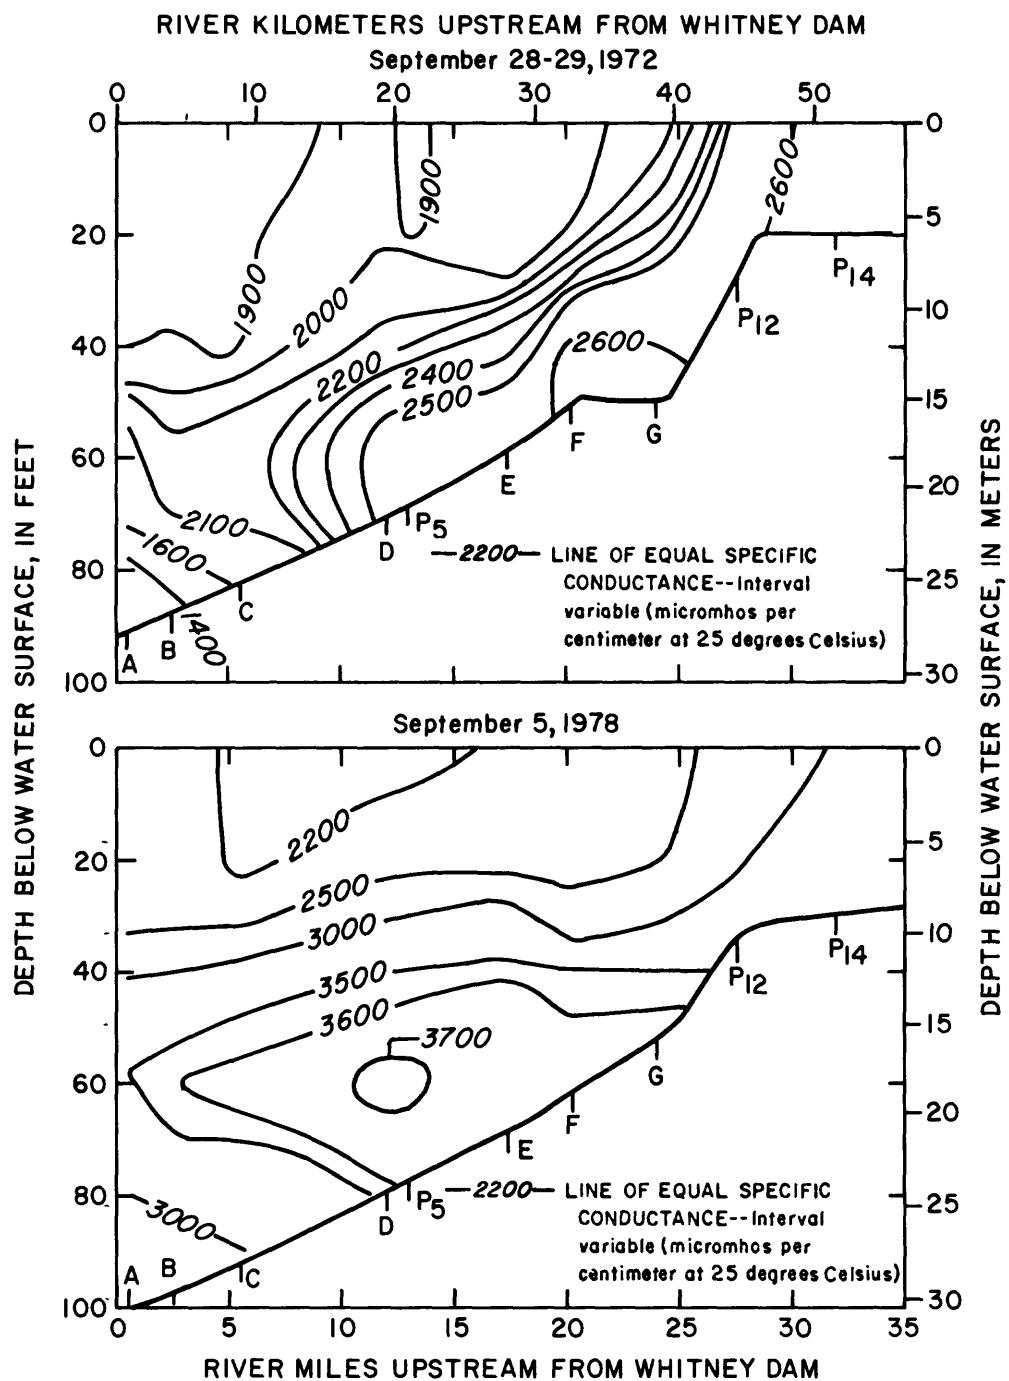 RIVER KILOMETERS UPSTREAM FROM WHITNEY DAM
September 28-29, 1972
0 10 20 30 40 50
0 0
1900
2600
5
20
P14
1900
2000
10
P12
40
2600
2200
2400
2500
15
F G
60
E
20
2100
P5
D
1600
—2200— LINE OF EQUAL SPECIFIC
CONDUCTANCE--Interval
variable (micromhos per
centimeter at 25 degrees Celsius)
80
25
C
1400
A B
100 30
DEPTH BELOW WATER SURFACE, IN FEET
DEPTH BELOW WATER SURFACE, IN METERS
September 5, 1978
0 0
2200
5
20
2500
3000
10
P14
40
3500
P12
3600
15
3700
60
G
20
F
E
80
D P5
25
—2200— LINE OF EQUAL SPECIFIC
CONDUCTANCE--Interval
variable (micromhos per
centimeter at 25 degrees Celsius)
3000
A B C
100 30
0 5 10 15 20 25 30 35
RIVER MILES UPSTREAM FROM WHITNEY DAM